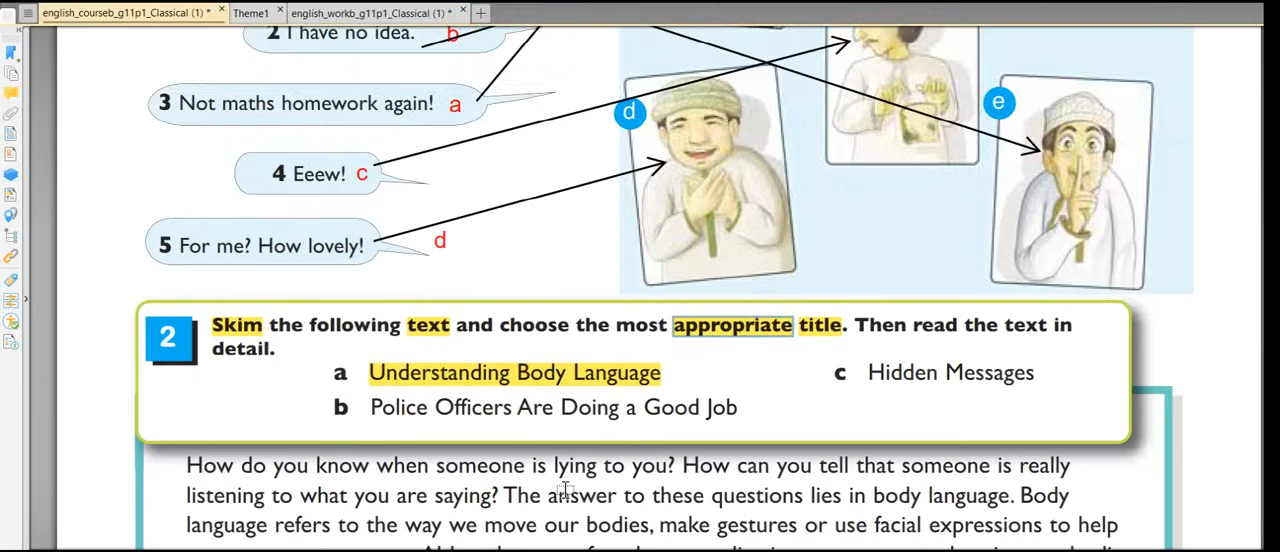 english_courseb_g11p1_Classical (1) *
Theme1
english_workb_g11p1_Classical (1) *
2 I have no idea. b
3 Not maths homework again! a
d
e
4 Eeew! c
5 For me? How lovely! d
2
Skim the following text and choose the most appropriate title. Then read the text in
detail.
a Understanding Body Language
c Hidden Messages
b Police Officers Are Doing a Good Job
How do you know when someone is lying to you? How can you tell that someone is really
listening to what you are saying? The answer to these questions lies in body language. Body
language refers to the way we move our bodies, make gestures or use facial expressions to help